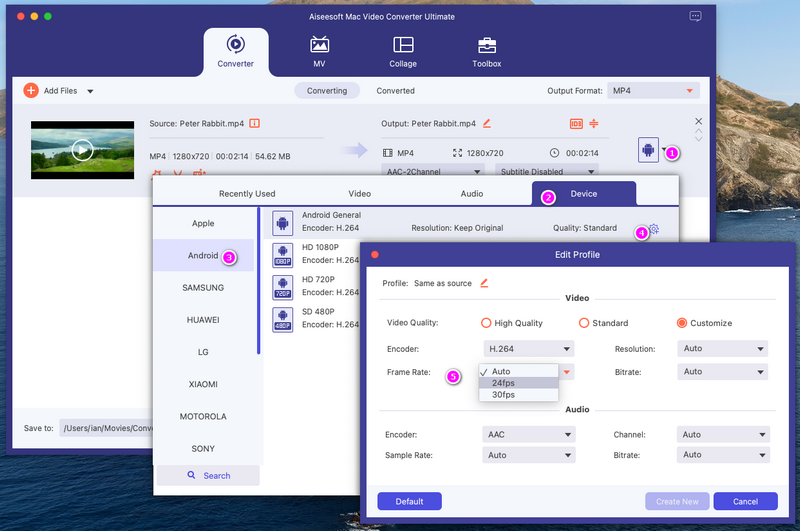 Aiseesoft Mac Video Converter Ultimate
Converter
MV
Collage
Toolbox
Add Files
Converting
Converted
Output Format:
MP4
Source: Peter Rabbit.mp4
MP4 1280x720 00:02:14 54.62 MB
Output: Peter Rabbit.mp4
ID3
MP4
1280x720
00:02:14
AAC-2Channel
Subtitle Disabled
1
Recently Used
Video
Audio
2
Device
Apple
Android
3
SAMSUNG
HUAWEI
LG
XIAOMI
MOTOROLA
SONY
Search
Android General
Encoder: H.264
Resolution: Keep Original
Quality: Standard
4
1080P
HD 1080P
Encoder: H.264
720P
HD 720P
Encoder: H.264
480P
SD 480P
Encoder: H.264
Save to:
/Users/ian/Movies/Conv
Edit Profile
Profile: Same as source
Video
Video Quality:
High Quality
Standard
Customize
Encoder:
H.264
Resolution:
Auto
Frame Rate:
5
✓ Auto
24fps
30fps
Bitrate:
Auto
Audio
Encoder:
AAC
Channel:
Auto
Sample Rate:
Auto
Bitrate:
Auto
Default
Create New
Cancel